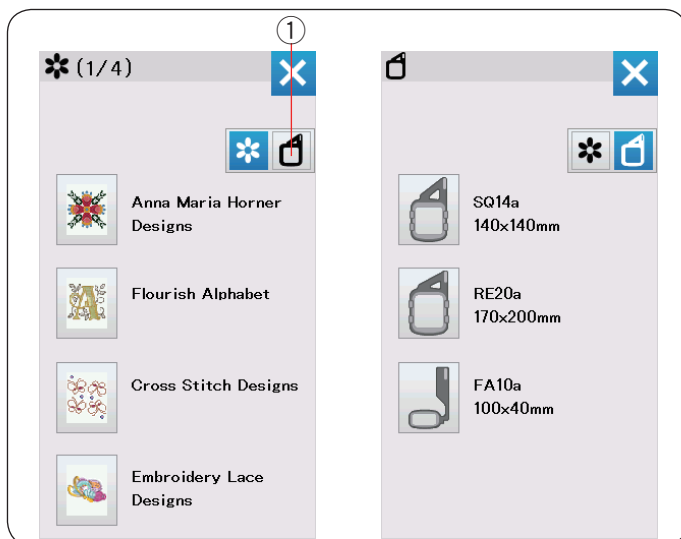 ①
(1/4)
Anna Maria Horner
Designs
Flourish Alphabet
Cross Stitch Designs
Embroidery Lace
Designs
SQ14a
140x140mm
RE20a
170x200mm
FA10a
100x40mm